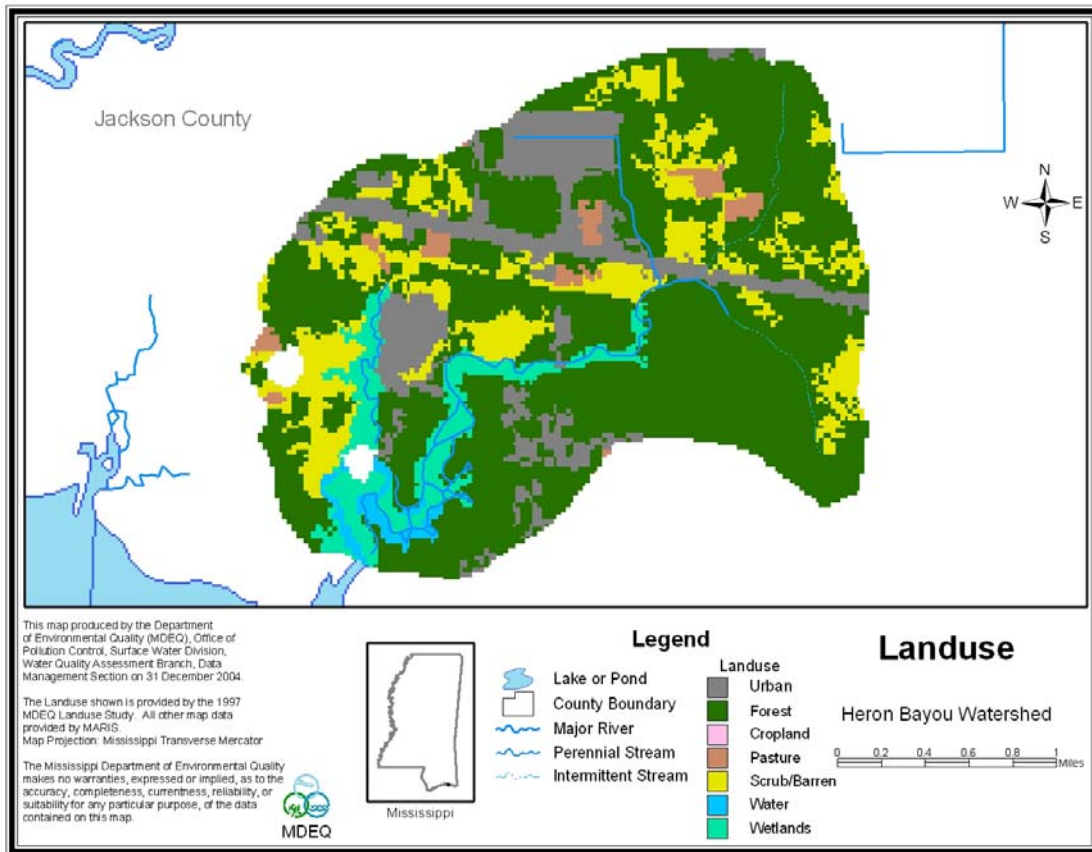 Jackson County
N
W E
S
This map produced by the Department
of Environmental Quality (MDEQ), Office of
Pollution Control, Surface Water Division,
Water Quality Assessment Branch, Data
Management Section on 31 December 2004.
The Landuse shown is provided by the 1997
MDEQ Landuse Study. All other map data
provided by MARIS.
Map Projection: Mississippi Transverse Mercator
The Mississippi Department of Environmental Quality
makes no warranties, expressed or implied, as to the
accuracy, completeness, currentness, reliability, or
suitability for any particular purpose, of the data
contained on this map.
MDEQ
Mississippi
Legend
Lake or Pond
County Boundary
Major River
Perennial Stream
Intermittent Stream
Landuse
Urban
Forest
Cropland
Pasture
Scrub/Barren
Water
Wetlands
Landuse
Heron Bayou Watershed
0 0.2 0.4 0.6 0.8 1
Miles